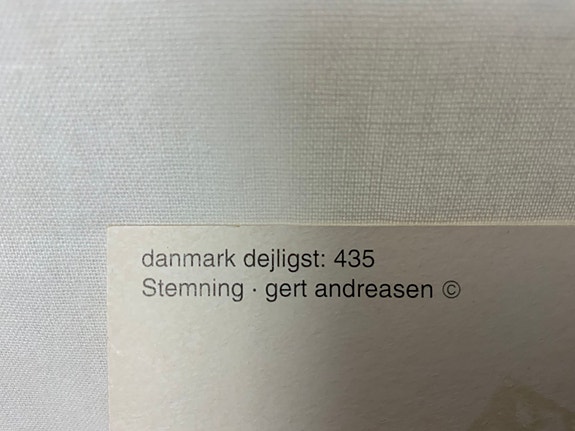 danmark dejligst: 435
Stemning · gert andreasen ©